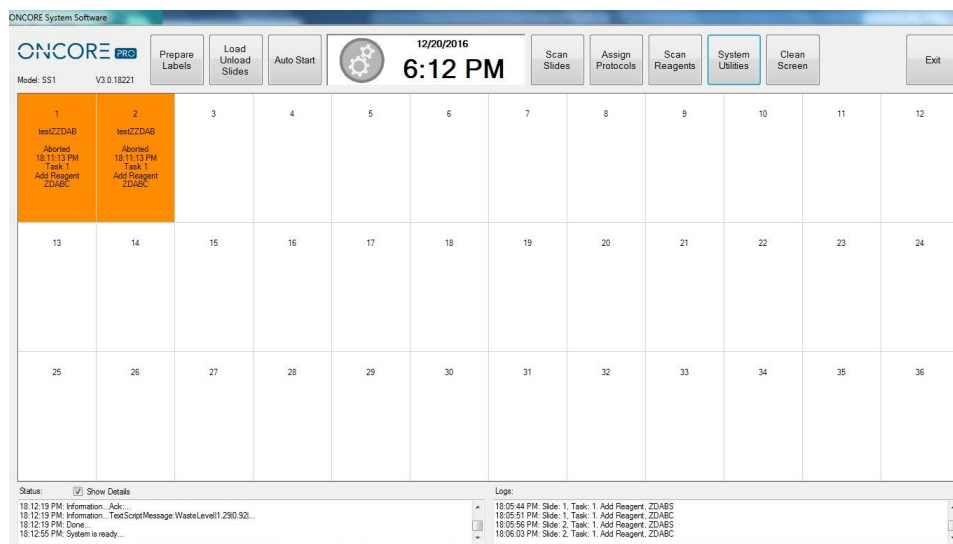 ONCORE System Software
ONCORE PRO
Model: SS1 V3.0.18221
Prepare Labels
Load Unload Slides
Auto Start
12/20/2016
6:12 PM
Scan Slides
Assign Protocols
Scan Reagents
System Utilities
Clean Screen
Exit
1 2 3 4 5 6 7 8 9 10 11 12
testZZDAB testZZDAB
Aborted Aborted
18:11:13 PM 18:11:13 PM
Task 1 Task 1
Add Reagent Add Reagent
ZDABC ZDABC
13 14 15 16 17 18 19 20 21 22 23 24
25 26 27 28 29 30 31 32 33 34 35 36
Status: Show Details
18:12:19 PM: Information...Ack:...
18:12:19 PM: Information...TextScriptMessage:WasteLevel|1.29|0.92|...
18:12:19 PM: Done...
18:12:55 PM: System is ready...
Logs:
18:05:44 PM: Slide: 1, Task: 1. Add Reagent, ZDABS
18:05:51 PM: Slide: 1, Task: 1. Add Reagent, ZDABC
18:05:56 PM: Slide: 2, Task: 1. Add Reagent, ZDABS
18:06:03 PM: Slide: 2, Task: 1. Add Reagent, ZDABC